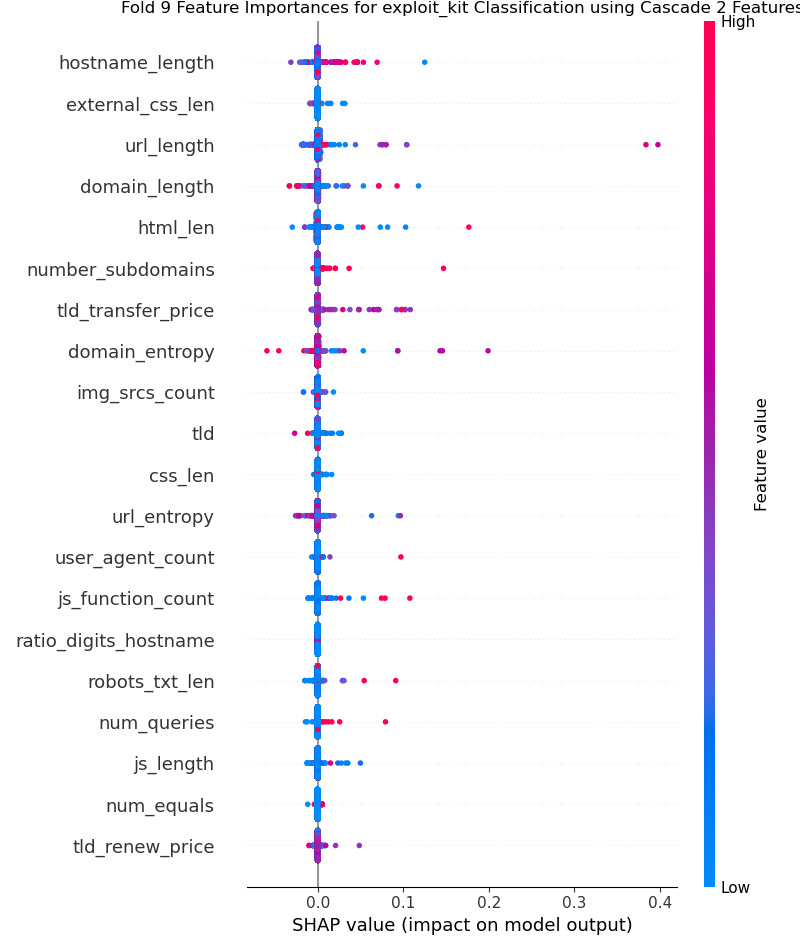 Fold 9 Feature Importances for exploit_kit Classification using Cascade 2 Features
High
hostname_length
external_css_len
url_length
domain_length
html_len
number_subdomains
tld_transfer_price
domain_entropy
img_srcs_count
tld
css_len
url_entropy
user_agent_count
js_function_count
ratio_digits_hostname
robots_txt_len
num_queries
js_length
num_equals
tld_renew_price
Feature value
Low
0.0 0.1 0.2 0.3 0.4
SHAP value (impact on model output)